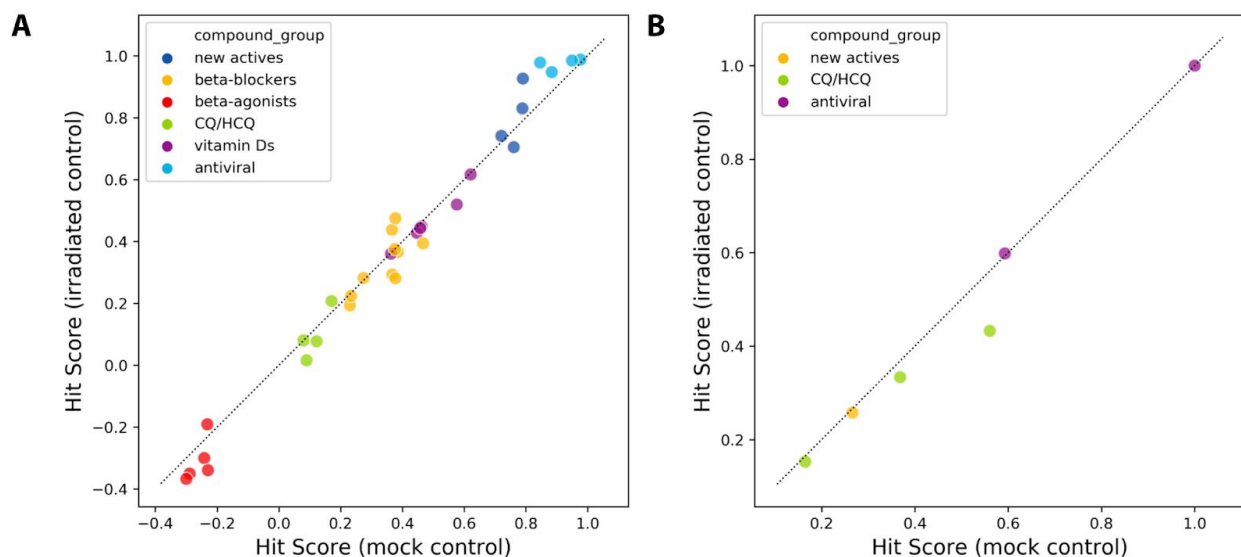 A
compound_group
new actives
beta-blockers
beta-agonists
CQ/HCQ
vitamin Ds
antiviral
Hit Score (irradiated control)
1.0
0.8
0.6
0.4
0.2
0.0
−0.2
−0.4
−0.4 −0.2 0.0 0.2 0.4 0.6 0.8 1.0
Hit Score (mock control)
B
compound_group
new actives
CQ/HCQ
antiviral
Hit Score (irradiated control)
1.0
0.8
0.6
0.4
0.2
0.2 0.4 0.6 0.8 1.0
Hit Score (mock control)